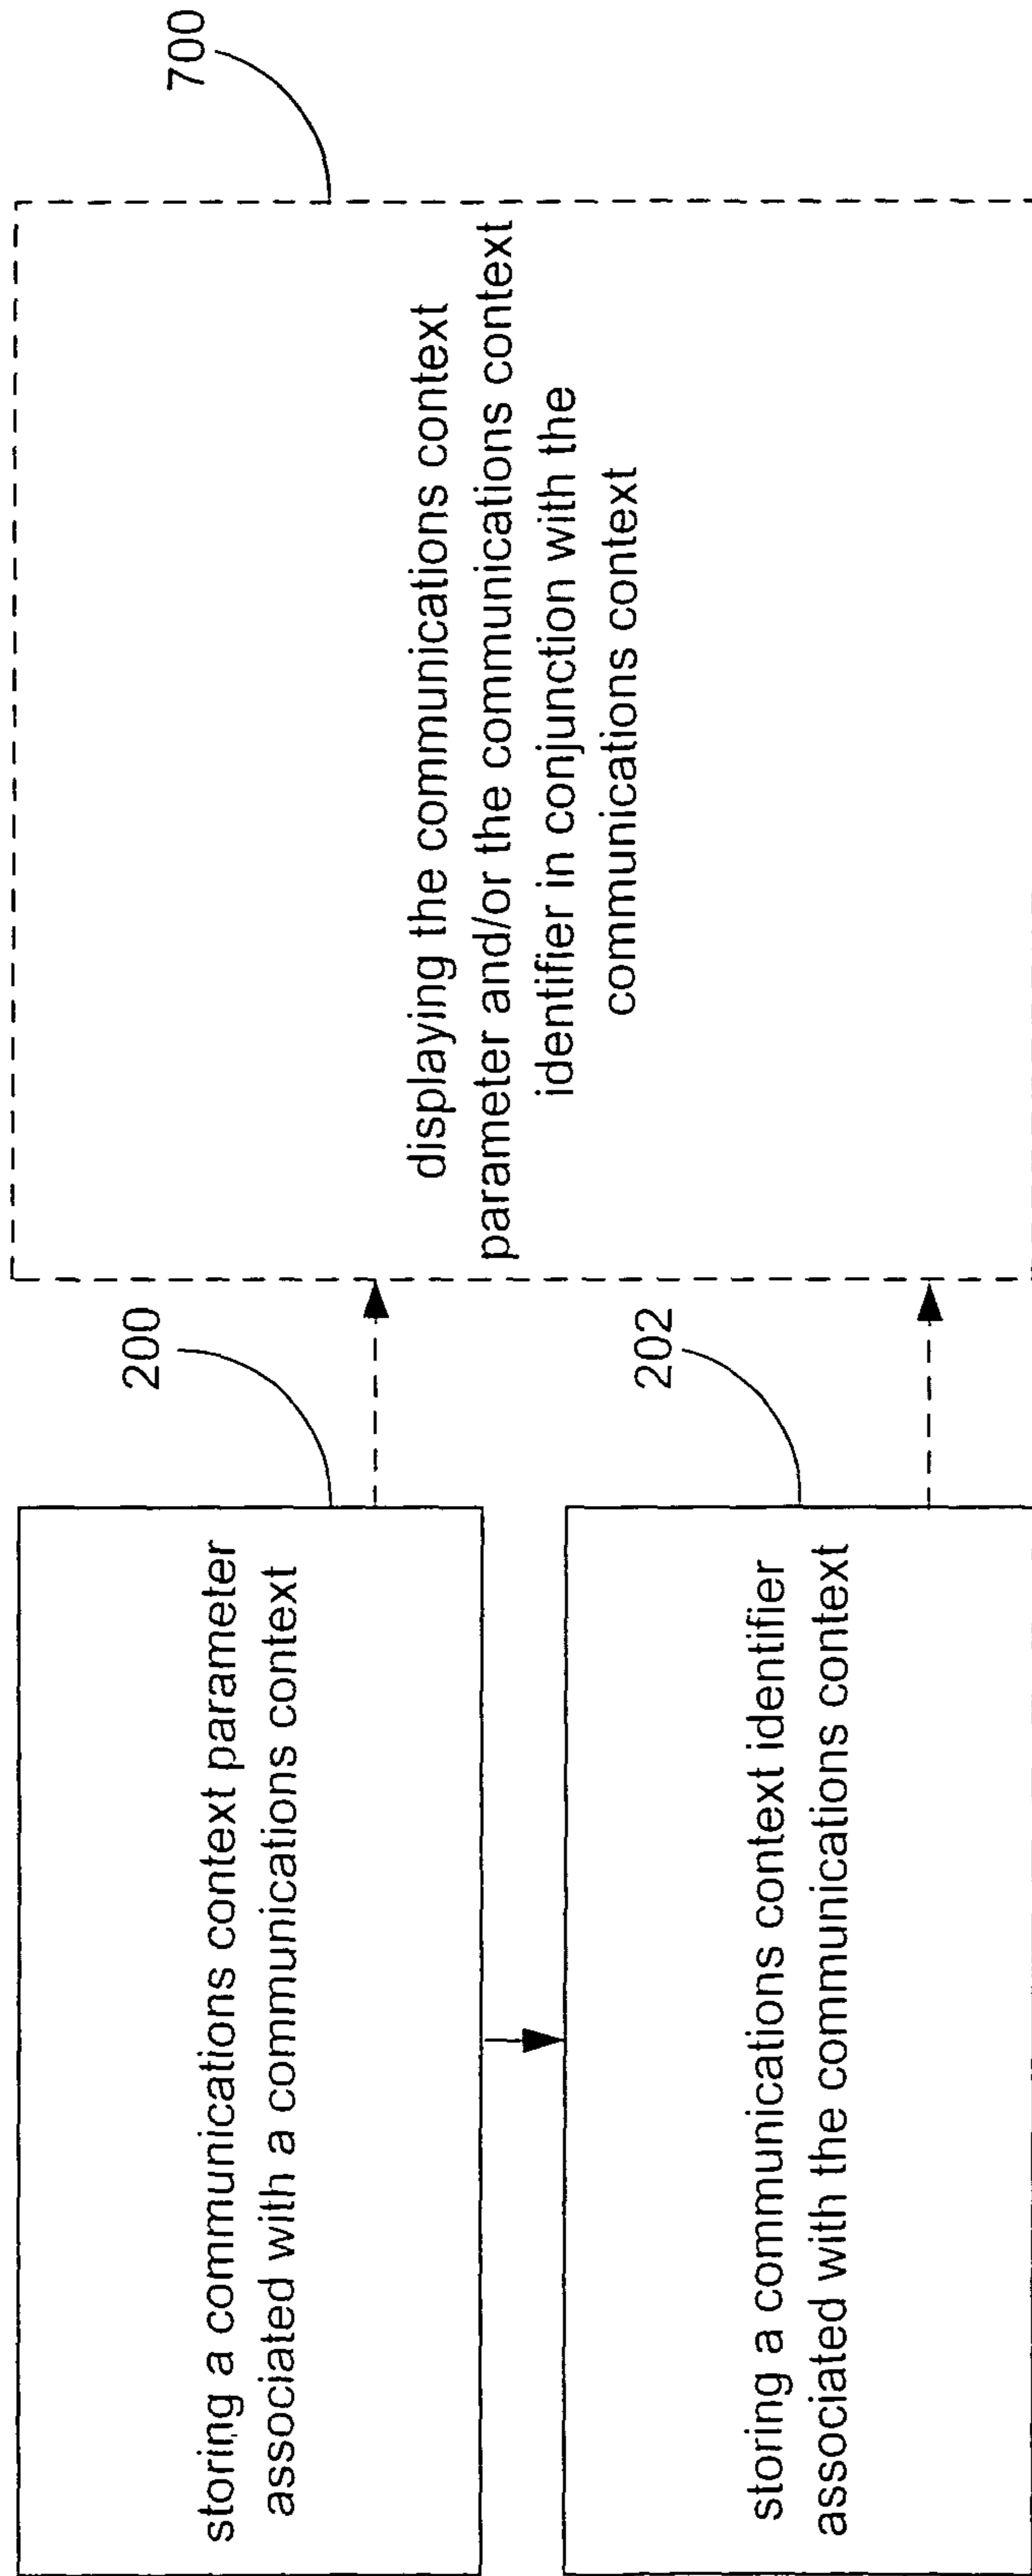 storing a communications context parameter
associated with a communications context
200
storing a communications context identifier
associated with the communications context
202
displaying the communications context
parameter and/or the communications context
identifier in conjunction with the
communications context
700